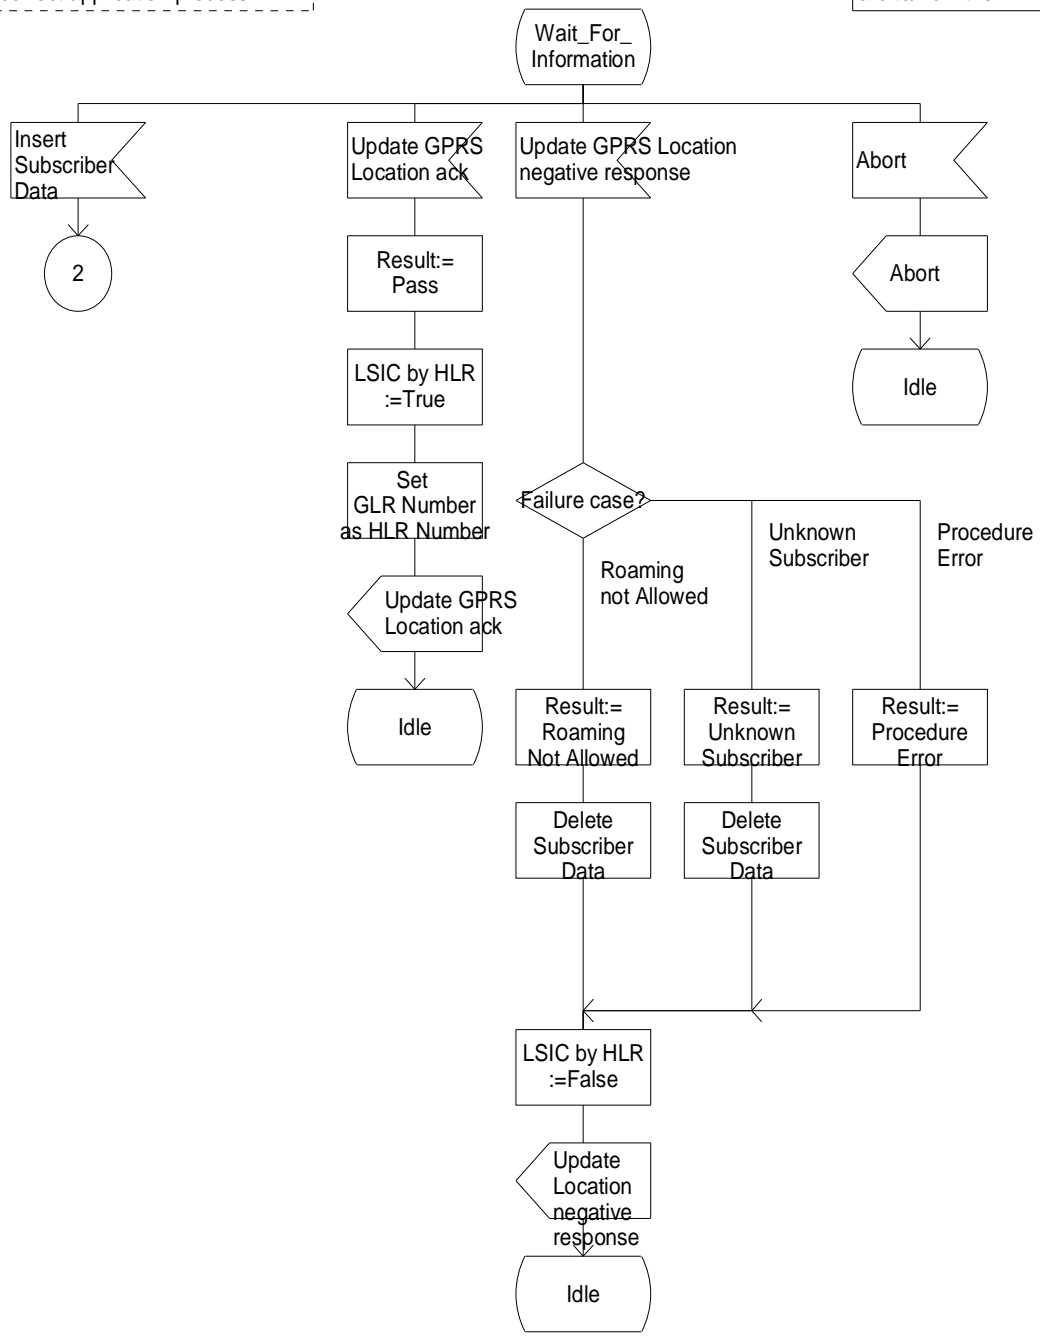 Wait_For_
Information
Insert
Subscriber
Data
Update GPRS
Location ack
Update GPRS Location
negative response
Abort
2
Result:=
Pass
Abort
LSIC by HLR
:=True
Idle
Set
GLR Number
as HLR Number
Failure case?
Unknown
Subscriber
Procedure
Error
Roaming
not Allowed
Update GPRS
Location ack
Idle
Result:=
Roaming
Not Allowed
Result:=
Unknown
Subscriber
Result:=
Procedure
Error
Delete
Subscriber
Data
Delete
Subscriber
Data
LSIC by HLR
:=False
Update
Location
negative
response
Idle